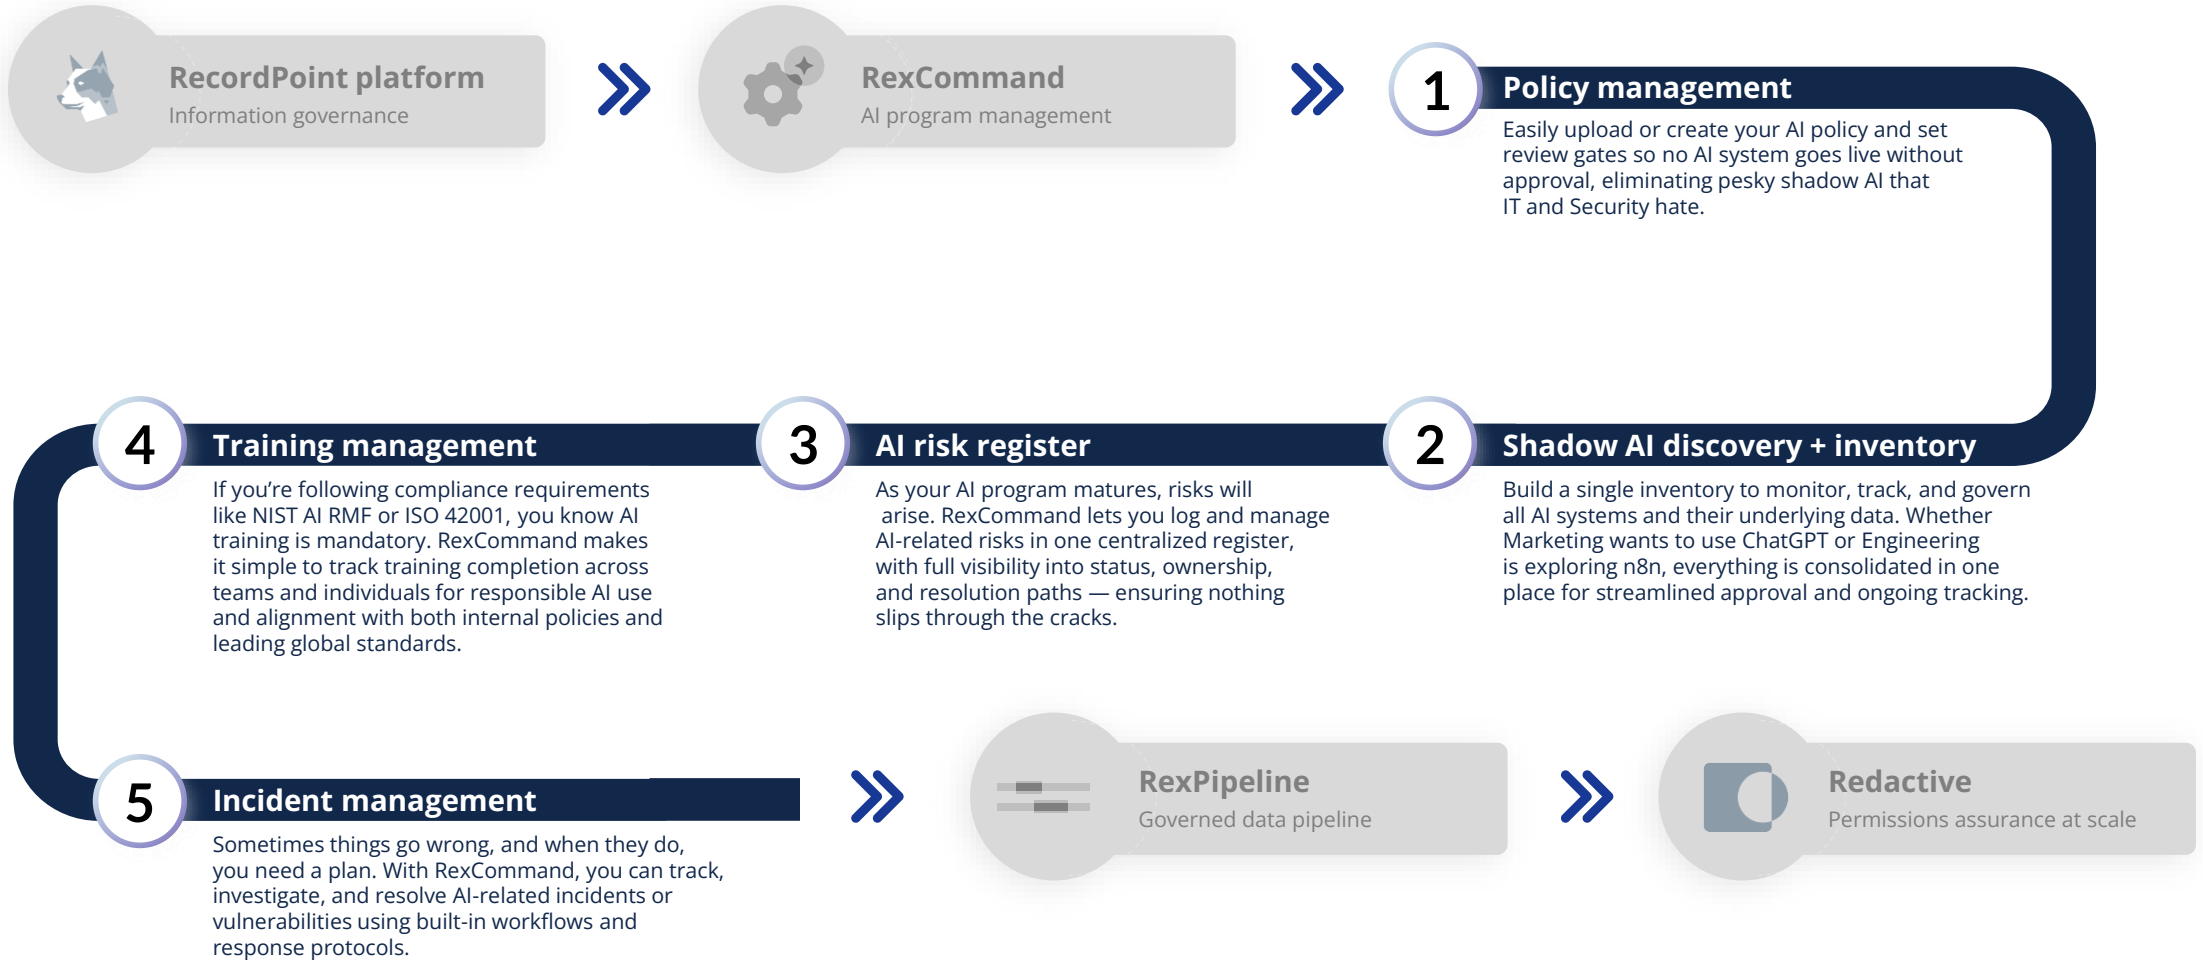 RecordPoint platform
Information governance
RexCommand
AI program management
1
Policy management
Easily upload or create your AI policy and set
review gates so no AI system goes live without
approval, eliminating pesky shadow AI that
IT and Security hate.
2
Shadow AI discovery + inventory
Build a single inventory to monitor, track, and govern
all AI systems and their underlying data. Whether
Marketing wants to use ChatGPT or Engineering
is exploring n8n, everything is consolidated in one
place for streamlined approval and ongoing tracking.
3
AI risk register
As your AI program matures, risks will
arise. RexCommand lets you log and manage
AI-related risks in one centralized register,
with full visibility into status, ownership,
and resolution paths — ensuring nothing
slips through the cracks.
4
Training management
If you’re following compliance requirements
like NIST AI RMF or ISO 42001, you know AI
training is mandatory. RexCommand makes
it simple to track training completion across
teams and individuals for responsible AI use
and alignment with both internal policies and
leading global standards.
5
Incident management
Sometimes things go wrong, and when they do,
you need a plan. With RexCommand, you can track,
investigate, and resolve AI-related incidents or
vulnerabilities using built-in workflows and
response protocols.
RexPipeline
Governed data pipeline
Redactive
Permissions assurance at scale